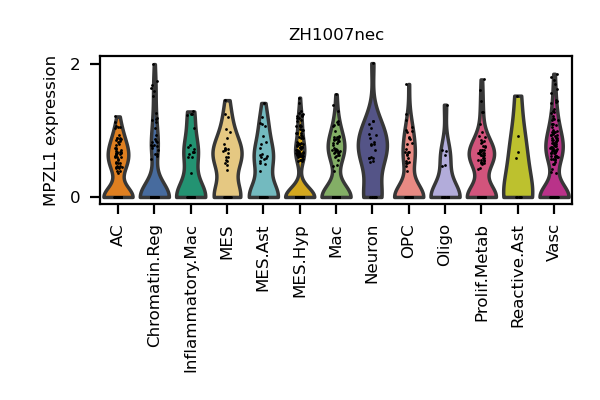 ZH1007nec
MPZL1 expression
2
0
AC
Chromatin.Reg
Inflammatory.Mac
MES
MES.Ast
MES.Hyp
Mac
Neuron
OPC
Oligo
Prolif.Metab
Reactive.Ast
Vasc